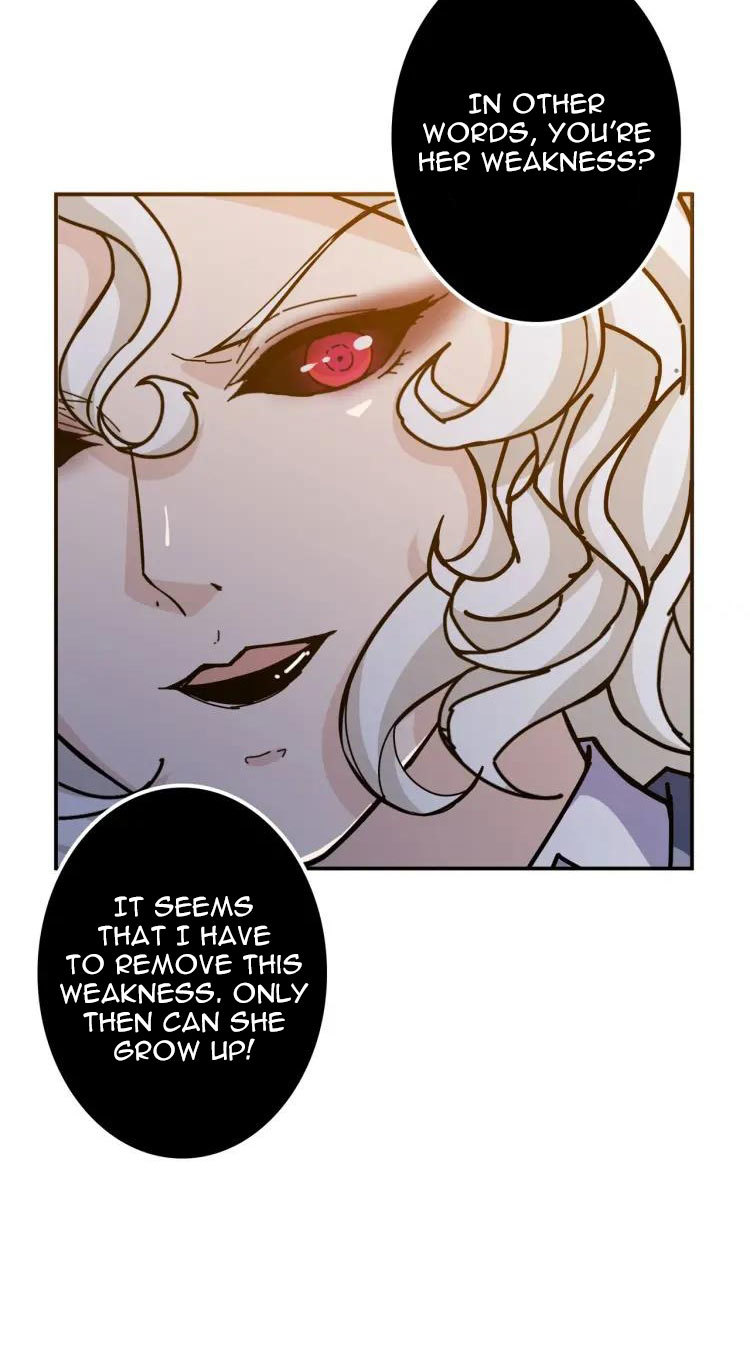 IN OTHER
WORDS, YOU'RE
HER WEAKNESS?
IT SEEMS
THAT I HAVE
TO REMOVE THIS
WEAKNESS. ONLY
THEN CAN SHE
GROW UP!